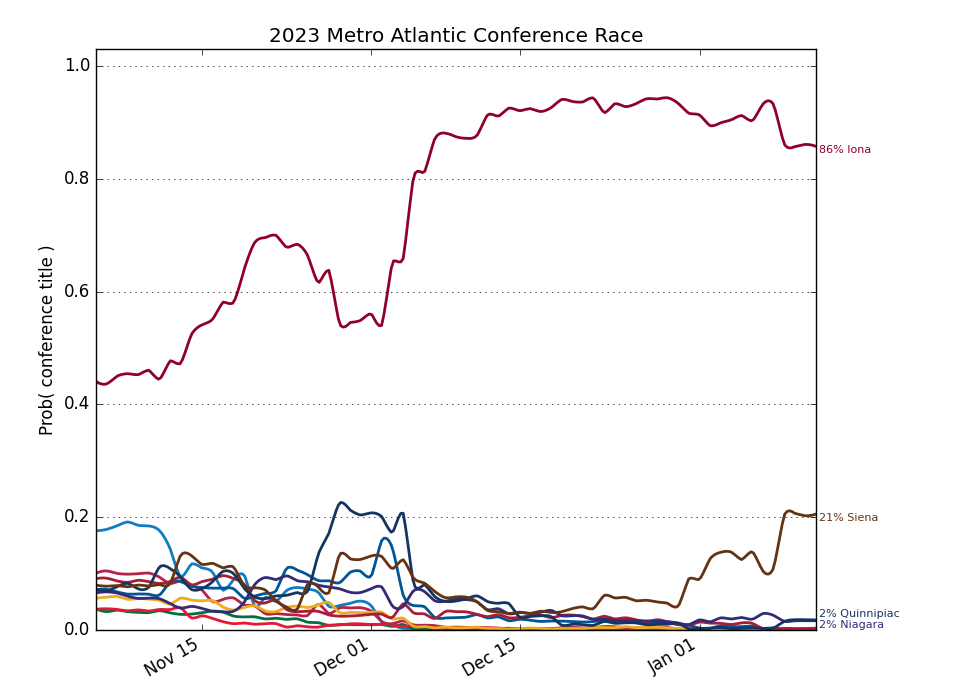 2023 Metro Atlantic Conference Race
Prob( conference title )
1.0
0.8
0.6
0.4
0.2
0.0
Nov 15
Dec 01
Dec 15
Jan 01
86% Iona
21% Siena
2% Quinnipiac
2% Niagara